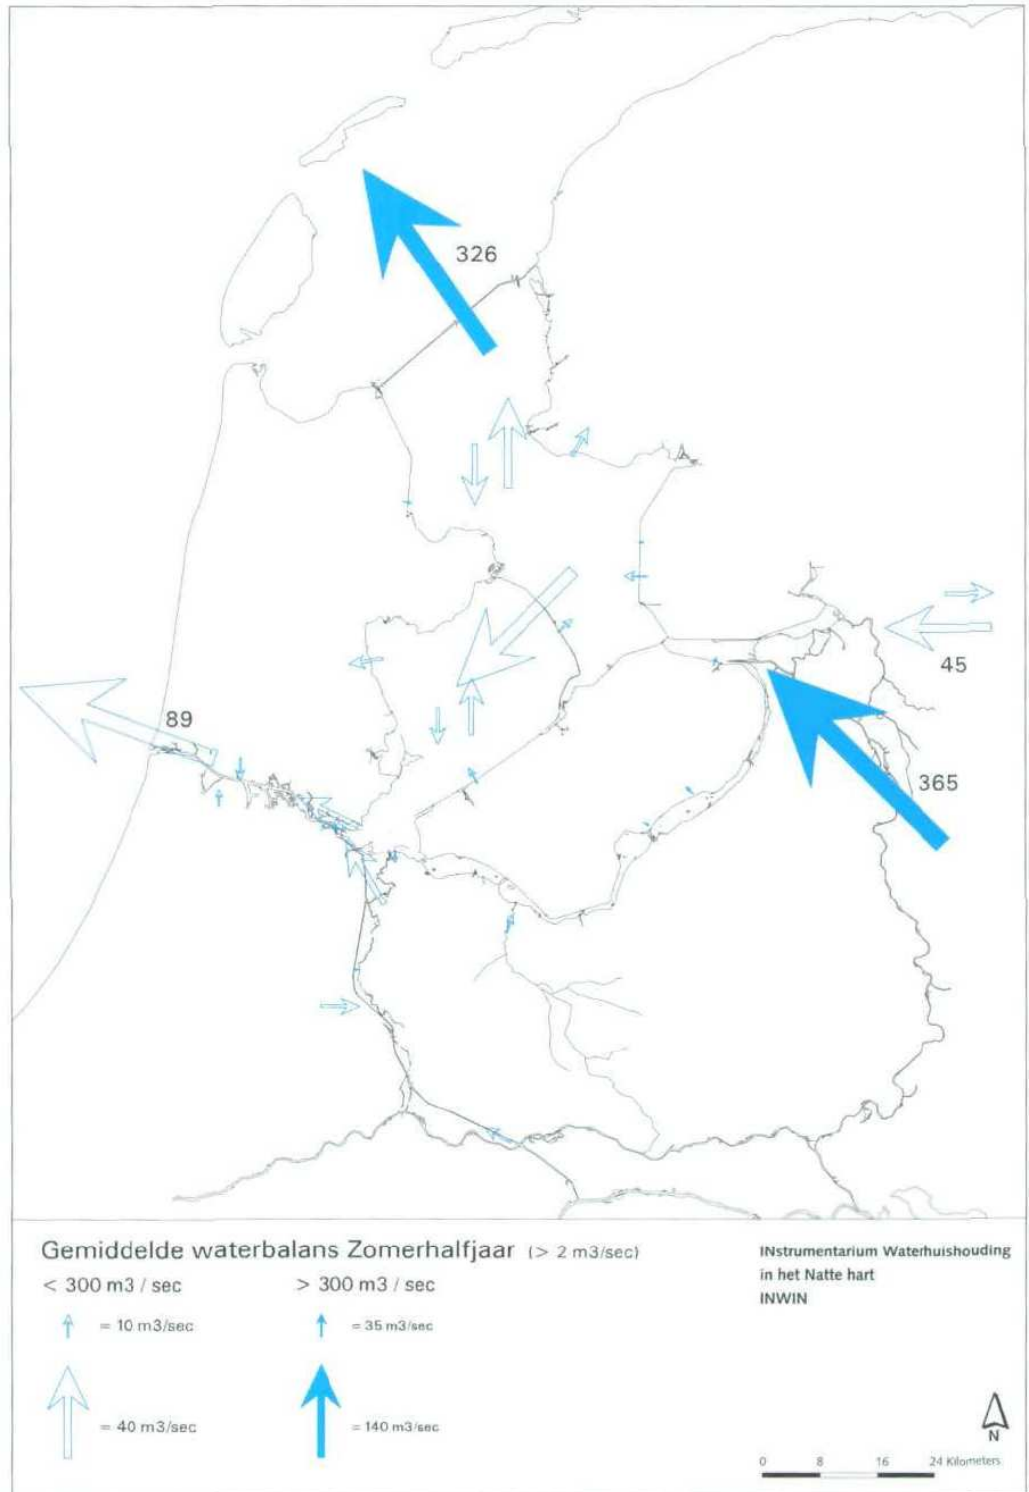 326
45
89
365
Gemiddelde waterbalans Zomerhalfjaar (> 2 m3/sec)
< 300 m3 / sec
> 300 m3 / sec
= 10 m3/sec
= 35 m3/sec
= 40 m3/sec
= 140 m3/sec
INstrumentarium Waterhuishouding
in het Natte hart
INWIN
N
0 8 16 24 Kilometers